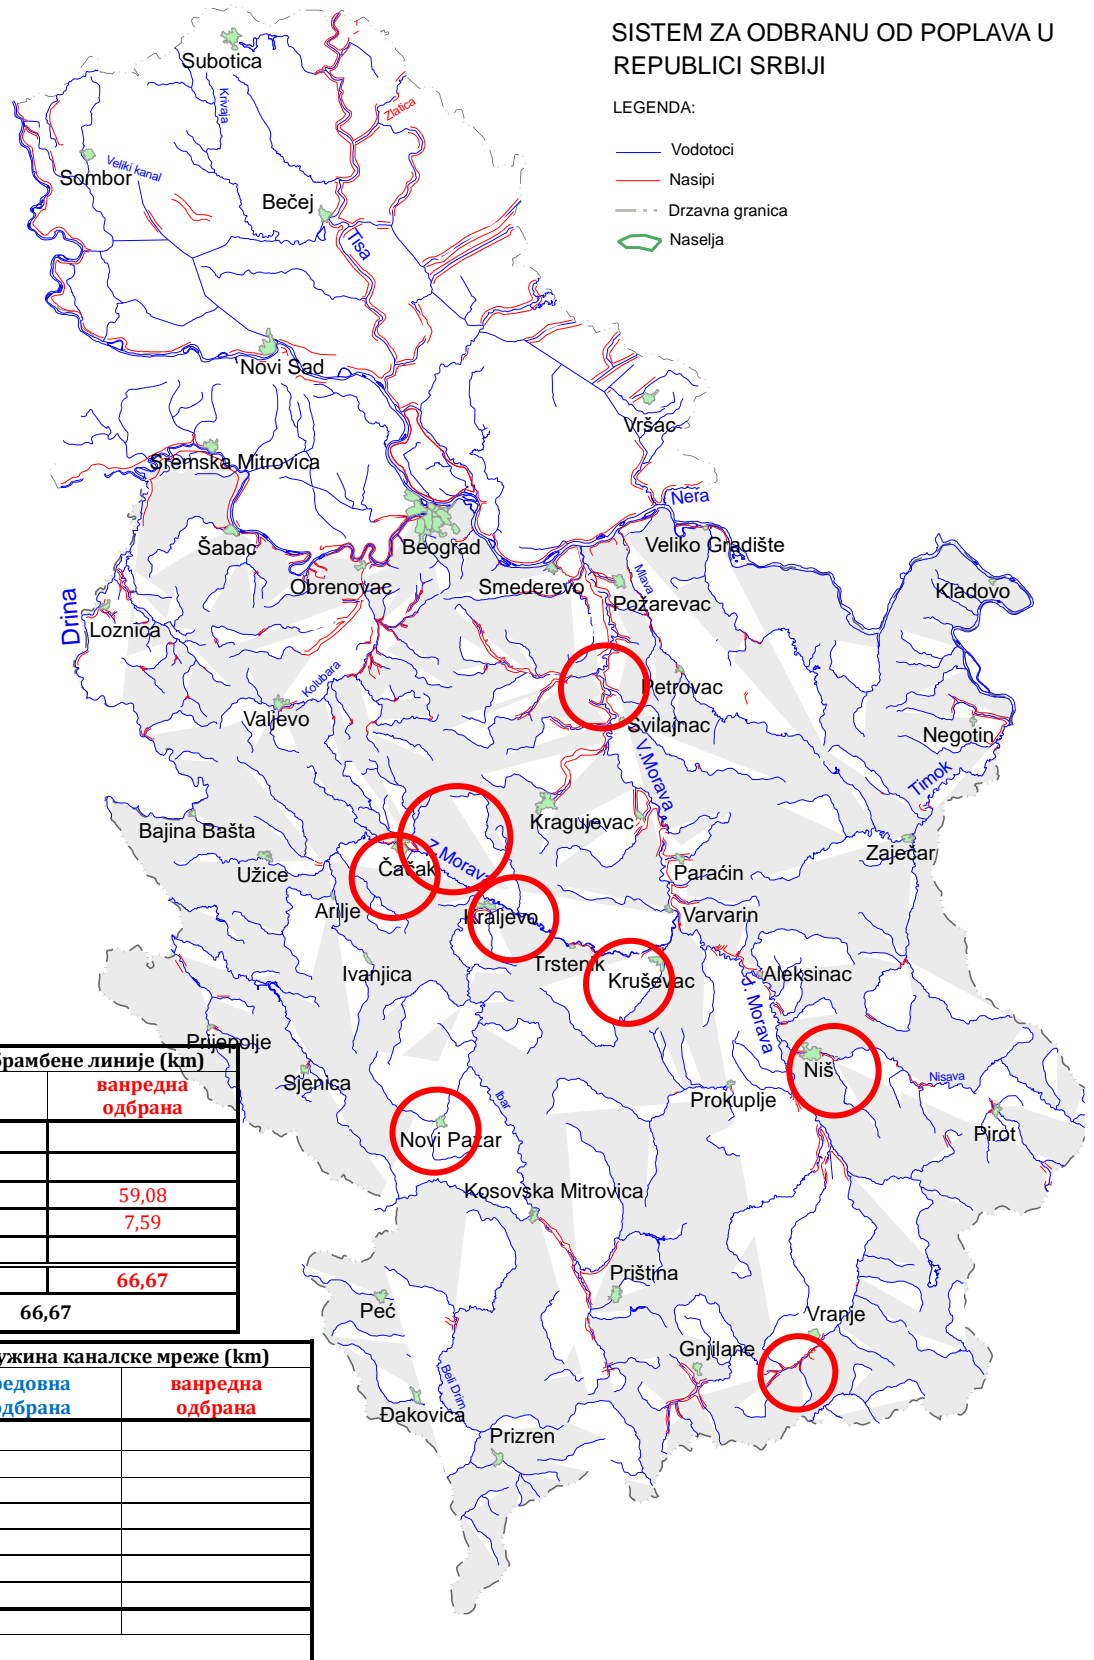 SISTEM ZA ODBRANU OD POPLAVA U
REPUBLICI SRBIJI
LEGENDA:
Vodotoci
Nasipi
Drzavna granica
Naselja
Subotica
Krivaja
Zlatica
Sombor
Veliki kanal
Bečej
Tisa
Novi Sad
Vršac
Sremska Mitrovica
Nera
Šabac
Beograd
Veliko Gradište
Obrenovac
Smederevo
Mlava
Požarevac
Kladovo
Drina
Loznica
Kolubara
Petrovac
Valjevo
Svilajnac
Negotin
V.Morava
Timok
Bajina Bašta
Kragujevac
Zaječar
Užice
Čačak
Z.Morava
Paraćin
Arilje
Kraljevo
Varvarin
Ivanjica
Trstenik
Kruševac
Aleksinac
J. Morava
Prijepolje
Sjenica
Ibar
Niš
Nisava
Prokuplje
Pirot
Novi Pazar
Kosovska Mitrovica
Priština
Peć
Vranje
Gnjilane
Beli Drim
Đakovica
Prizren
брамбене линије (km)
ванредна
одбрана
59,08
7,59
66,67
66,67
ужина каналске мреже (km)
редовна
одбрана
ванредна
одбрана